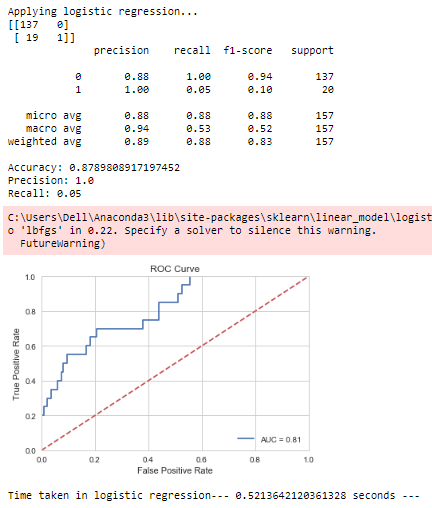 Applying logistic regression...
[[137 0]
[ 19 1]]
precision recall f1-score support
0 0.88 1.00 0.94 137
1 1.00 0.05 0.10 20
micro avg 0.88 0.88 0.88 157
macro avg 0.94 0.53 0.52 157
weighted avg 0.89 0.88 0.83 157
Accuracy: 0.8789808917197452
Precision: 1.0
Recall: 0.05
C:\Users\Dell\Anaconda3\lib\site-packages\sklearn\linear_model\logist
o 'lbfgs' in 0.22. Specify a solver to silence this warning.
FutureWarning)
ROC Curve
1.0
0.8
0.6
0.4
0.2
0.0
True Positive Rate
AUC = 0.81
0.0 0.2 0.4 0.6 0.8 1.0
False Positive Rate
Time taken in logistic regression--- 0.5213642120361328 seconds ---